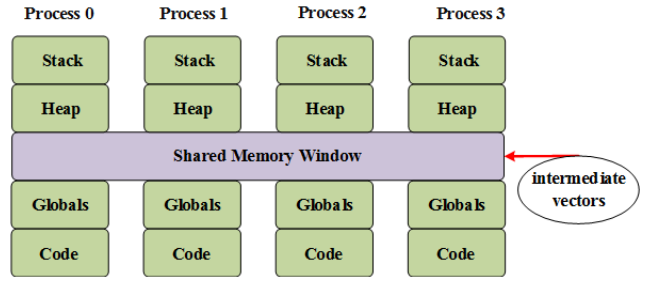 Process 0 Process 1 Process 2 Process 3
Stack Stack Stack Stack
Heap Heap Heap Heap
Shared Memory Window
intermediate
vectors
Globals Globals Globals Globals
Code Code Code Code